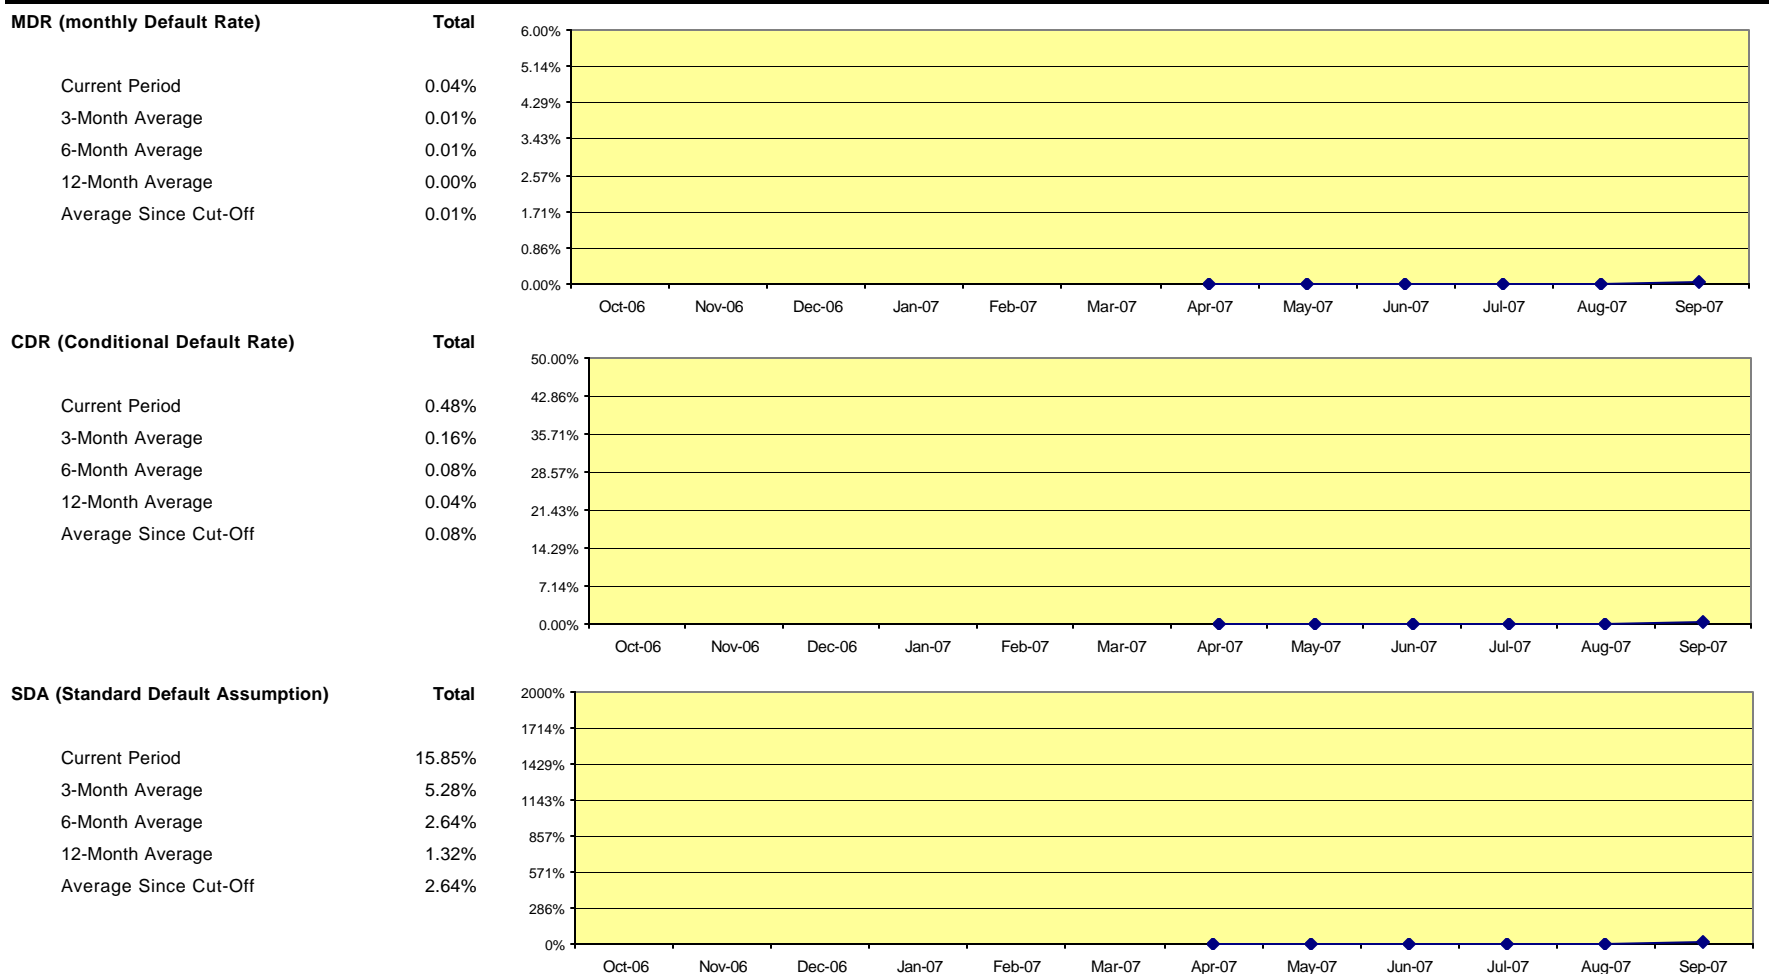 MDR (monthly Default Rate) Total
Current Period 0.04%
3-Month Average 0.01%
6-Month Average 0.01%
12-Month Average 0.00%
Average Since Cut-Off 0.01%
6.00%
5.14%
4.29%
3.43%
2.57%
1.71%
0.86%
0.00%
Oct-06 Nov-06 Dec-06 Jan-07 Feb-07 Mar-07 Apr-07 May-07 Jun-07 Jul-07 Aug-07 Sep-07
CDR (Conditional Default Rate) Total
Current Period 0.48%
3-Month Average 0.16%
6-Month Average 0.08%
12-Month Average 0.04%
Average Since Cut-Off 0.08%
50.00%
42.86%
35.71%
28.57%
21.43%
14.29%
7.14%
0.00%
Oct-06 Nov-06 Dec-06 Jan-07 Feb-07 Mar-07 Apr-07 May-07 Jun-07 Jul-07 Aug-07 Sep-07
SDA (Standard Default Assumption) Total
Current Period 15.85%
3-Month Average 5.28%
6-Month Average 2.64%
12-Month Average 1.32%
Average Since Cut-Off 2.64%
2000%
1714%
1429%
1143%
857%
571%
286%
0%
Oct-06 Nov-06 Dec-06 Jan-07 Feb-07 Mar-07 Apr-07 May-07 Jun-07 Jul-07 Aug-07 Sep-07